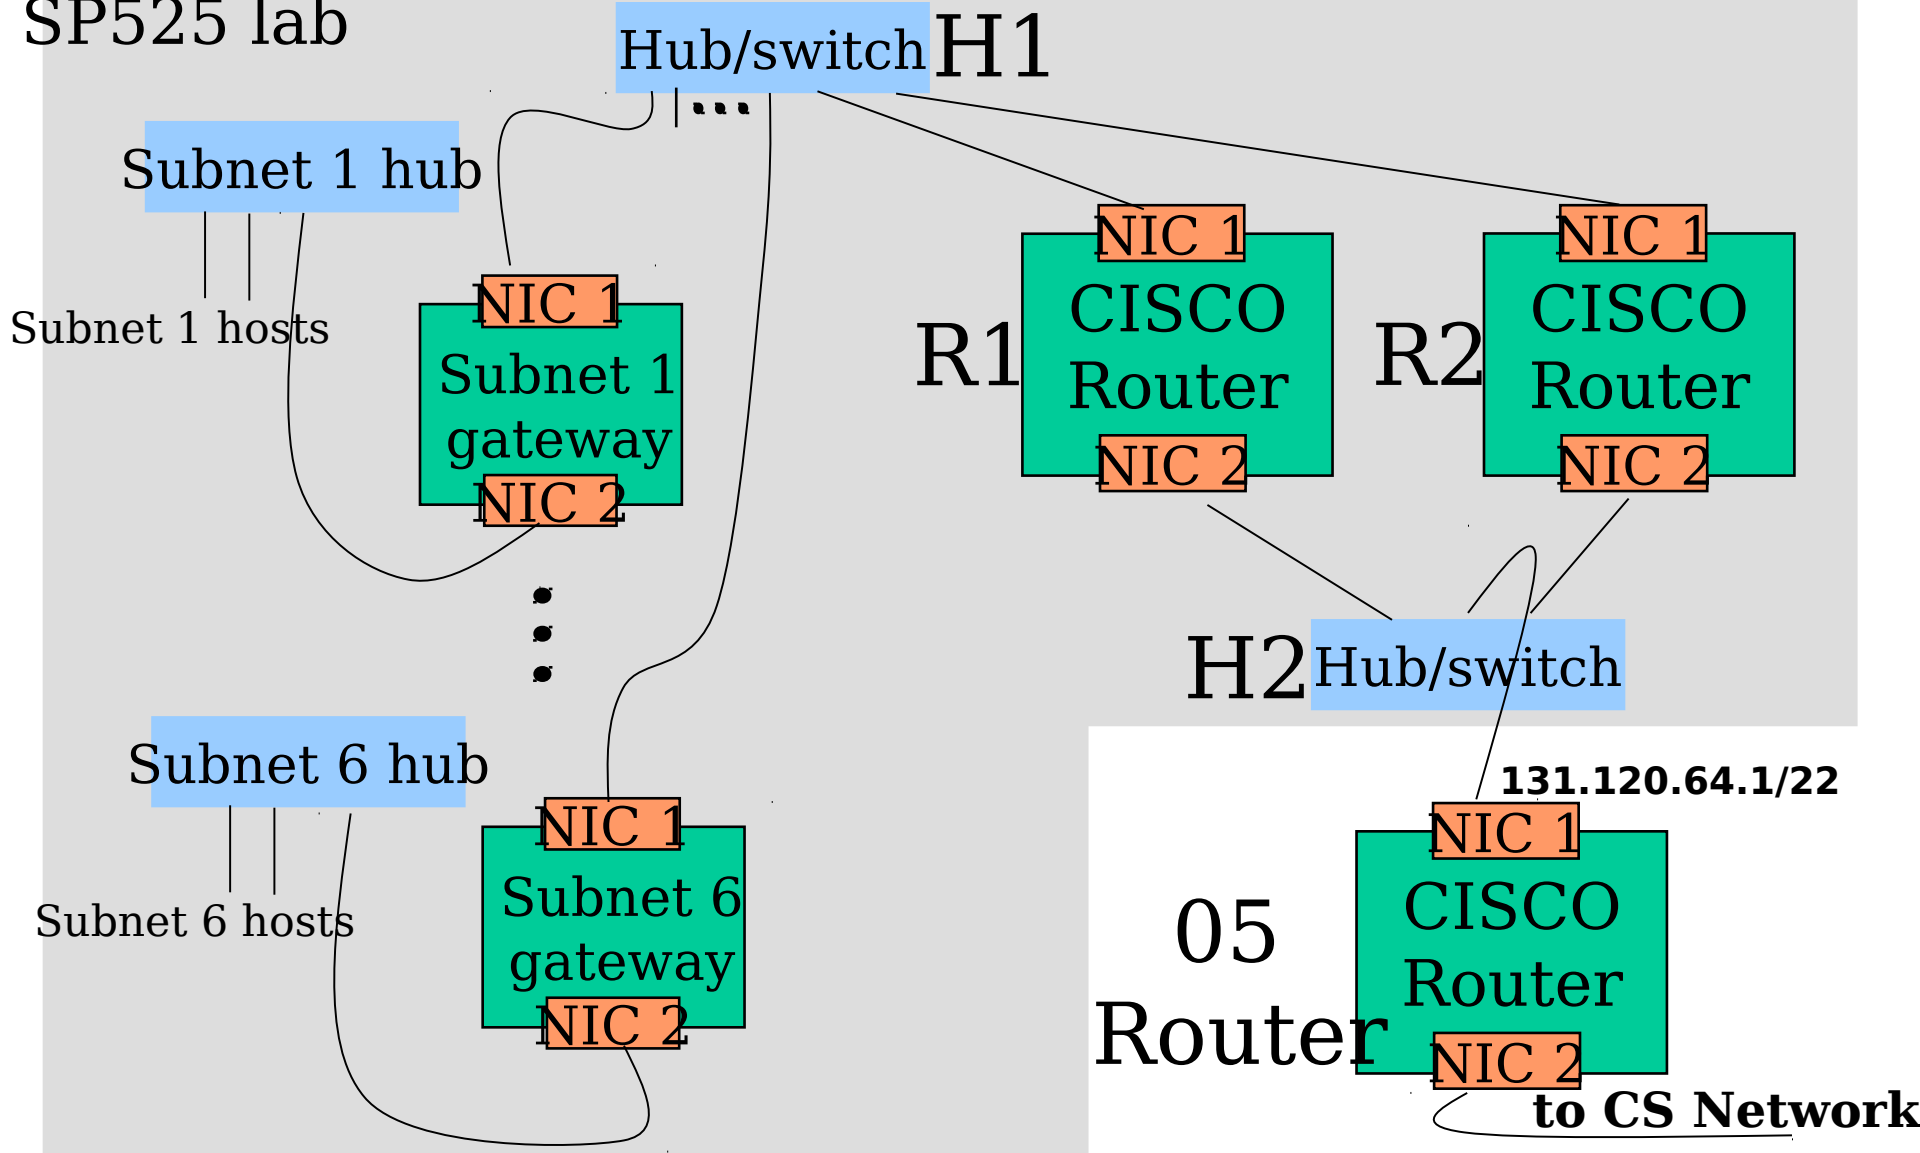 SP525 lab
Hub/switch H1
Subnet 1 hub
Subnet 1 hosts
NIC 1
Subnet 1
gateway
NIC 2
NIC 1
R1
CISCO
Router
NIC 2
NIC 1
R2
CISCO
Router
NIC 2
H2 Hub/switch
Subnet 6 hub
Subnet 6 hosts
NIC 1
Subnet 6
gateway
NIC 2
131.120.64.1/22
NIC 1
05
Router
CISCO
Router
NIC 2
to CS Network